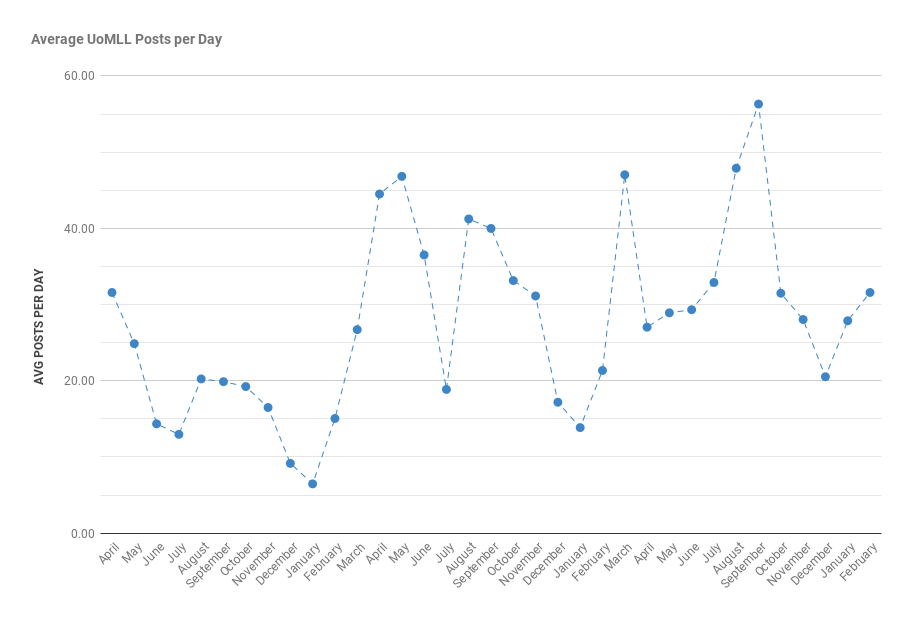 Average UoMLL Posts per Day
AVG POSTS PER DAY
60.00
40.00
20.00
0.00
April
May
June
July
August
September
October
November
December
January
February
March
April
May
June
July
August
September
October
November
December
January
February
March
April
May
June
July
August
September
October
November
December
January
February